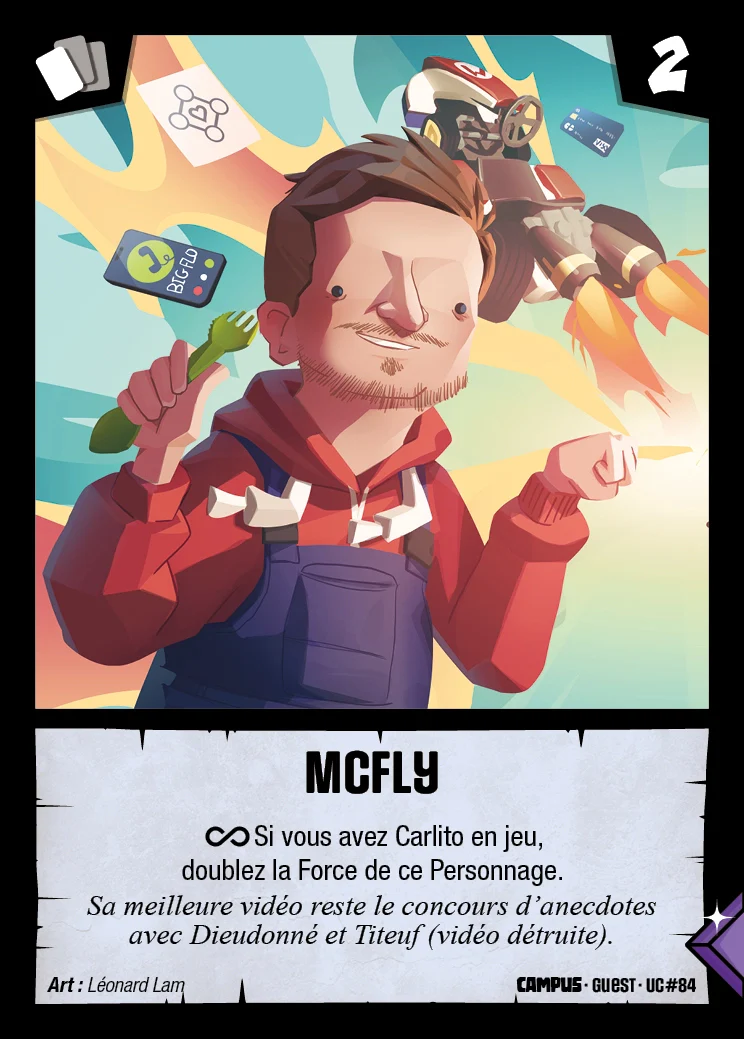 2
M
VISA
BIGFLO
MCFLY
∞ Si vous avez Carlito en jeu,
doublez la Force de ce Personnage.
Sa meilleure vidéo reste le concours d’anecdotes
avec Dieudonné et Titeuf (vidéo détruite).
Art : Léonard Lam
CAMPUS · GUEST · UC#84